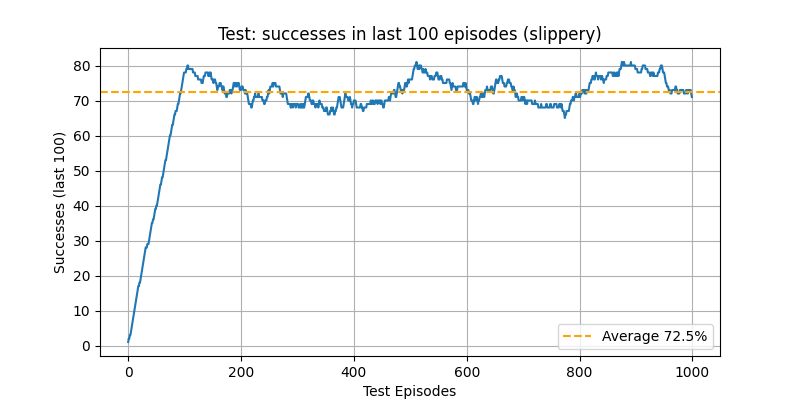 Test: successes in last 100 episodes (slippery)
Successes (last 100)
80
70
60
50
40
30
20
10
0
Average 72.5%
0 200 400 600 800 1000
Test Episodes